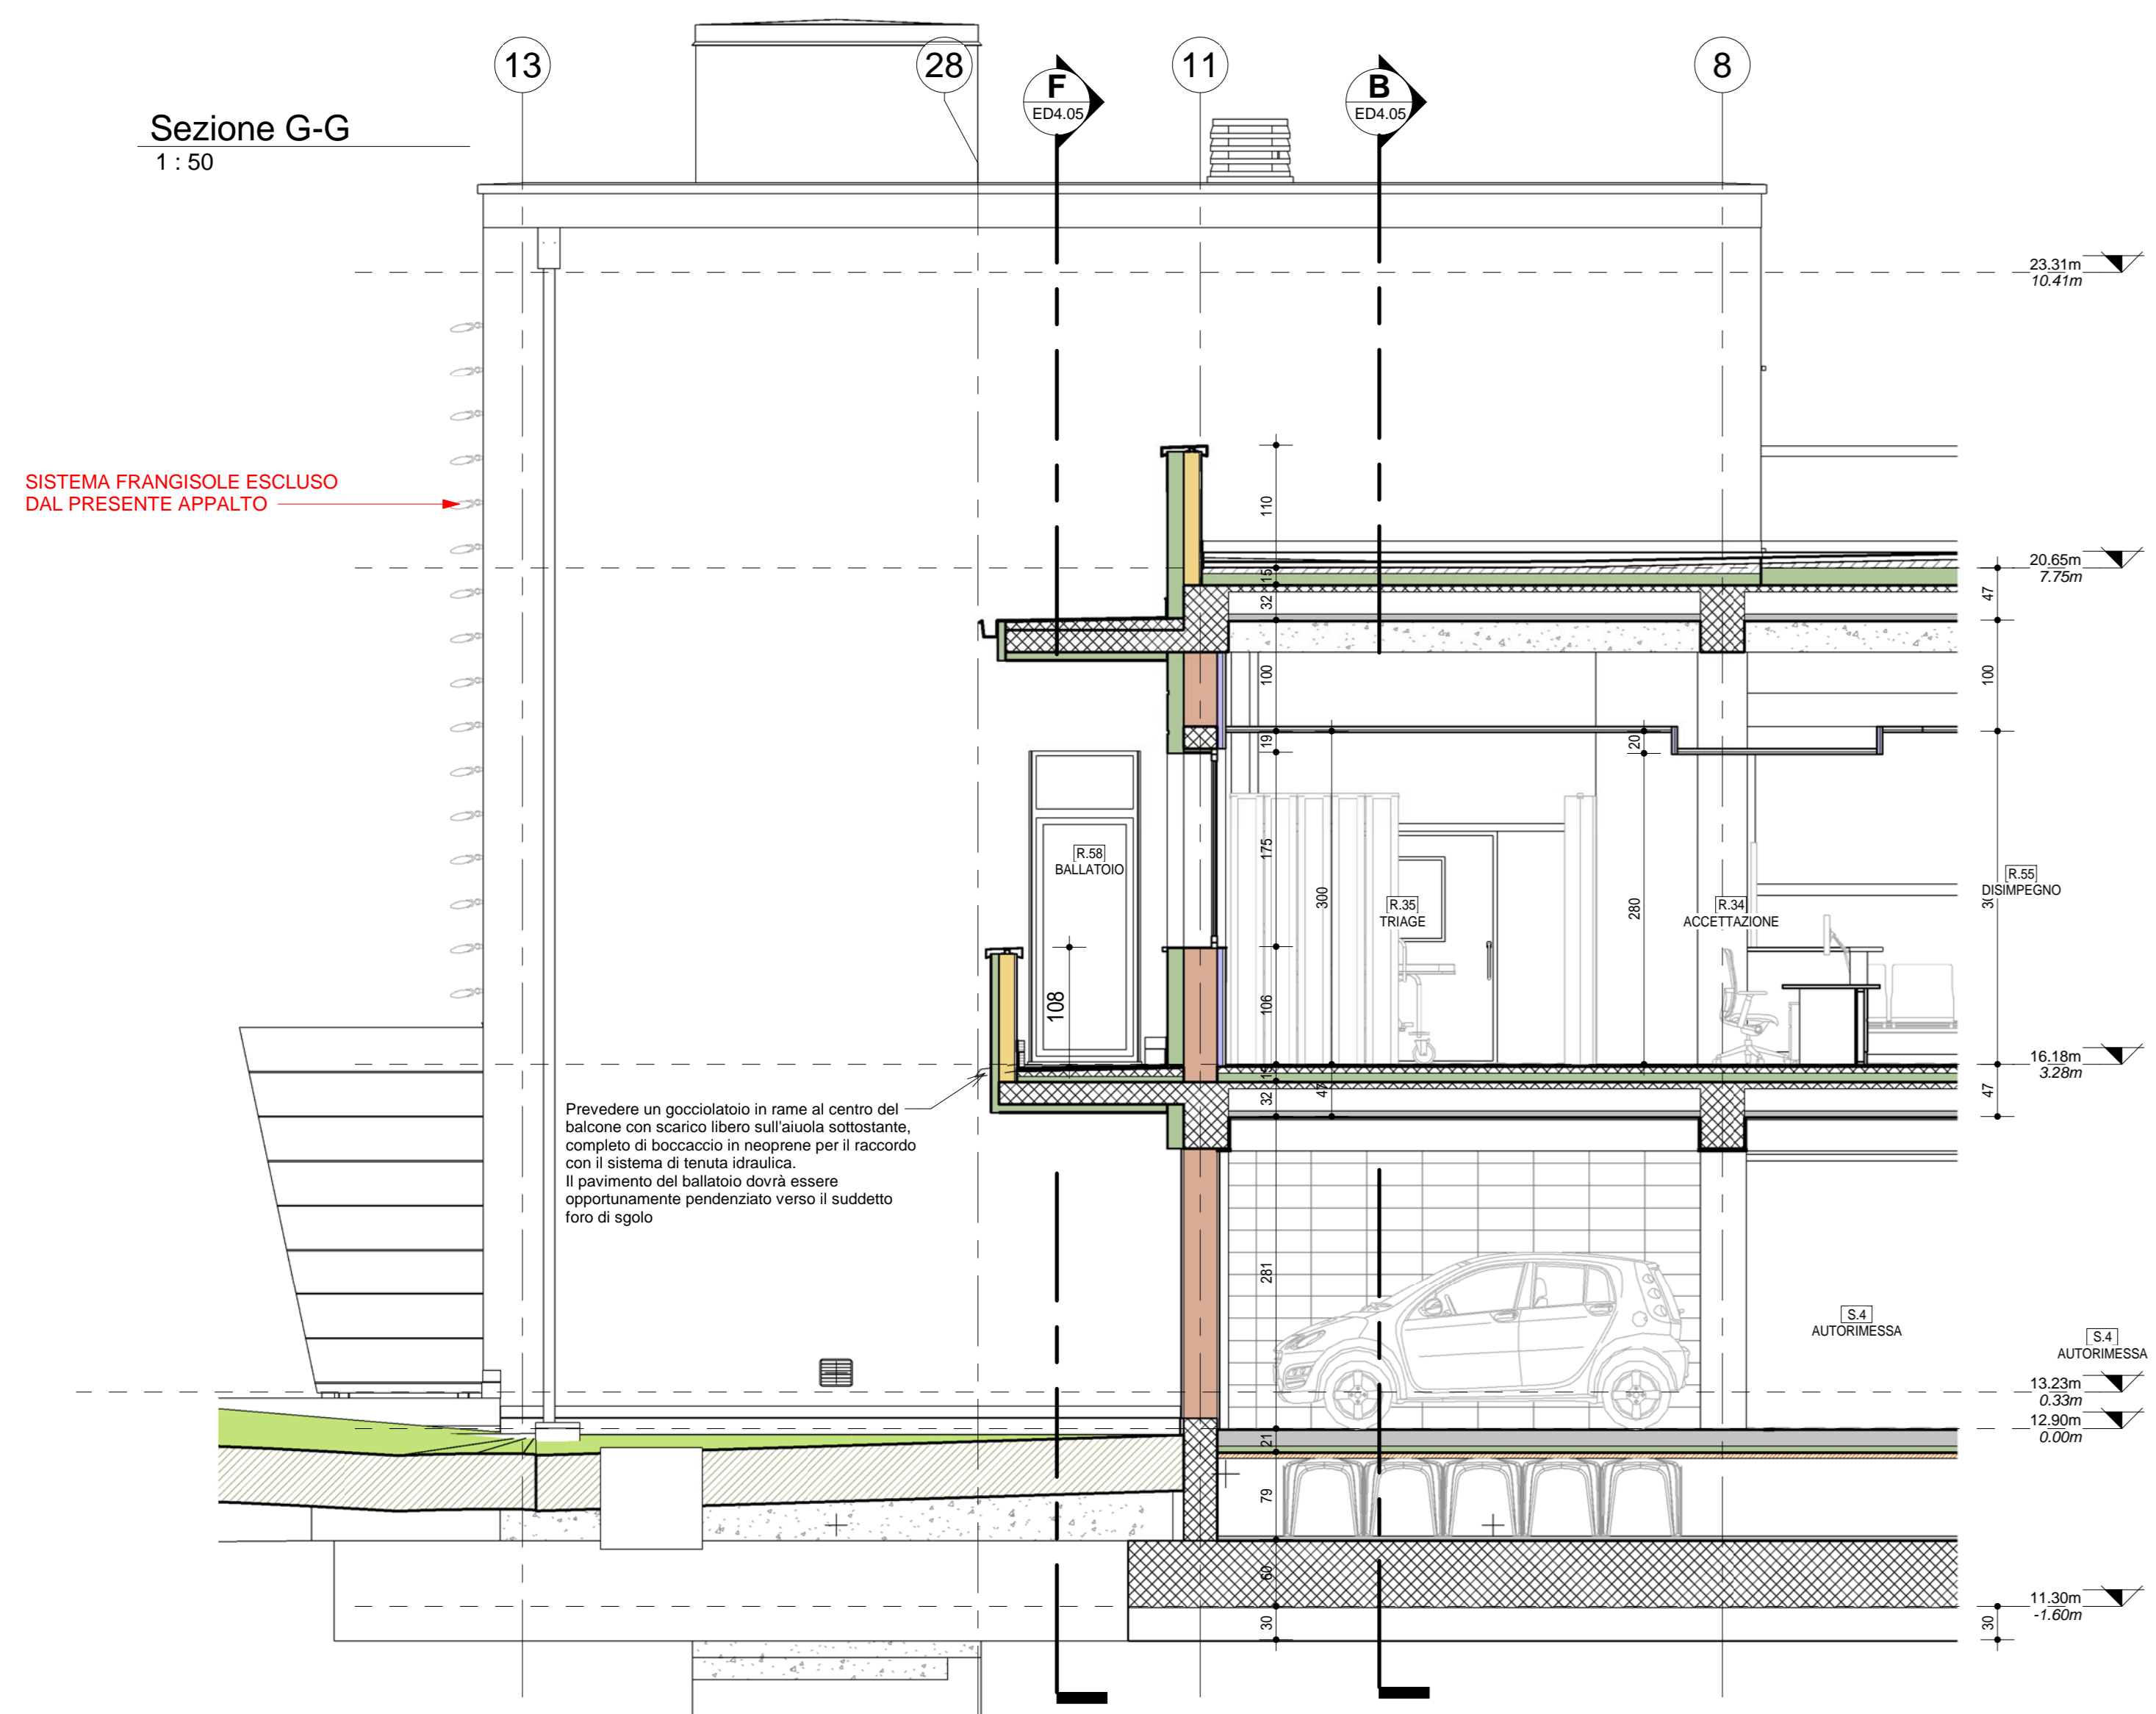 13
28
11
8
F
ED4.05
B
ED4.05
Sezione G-G
1 : 50
23.31m
10.41m
SISTEMA FRANGISOLE ESCLUSO
DAL PRESENTE APPALTO
110
20.65m
7.75m
15
32
47
100
100
19
20
175
300
280
R.58
BALLATOIO
R.35
TRIAGE
R.34
ACCETTAZIONE
R.55
DISIMPEGNO
108
106
16.18m
3.28m
15
32
47
47
Prevedere un gocciolatoio in rame al centro del
balcone con scarico libero sull'aiuola sottostante,
completo di boccaccio in neoprene per il raccordo
con il sistema di tenuta idraulica.
Il pavimento del ballatoio dovrà essere
opportunamente pendenziato verso il suddetto
foro di sgolo
281
S.4
AUTORIMESSA
S.4
AUTORIMESSA
13.23m
0.33m
12.90m
0.00m
21
79
60
11.30m
-1.60m
30
30